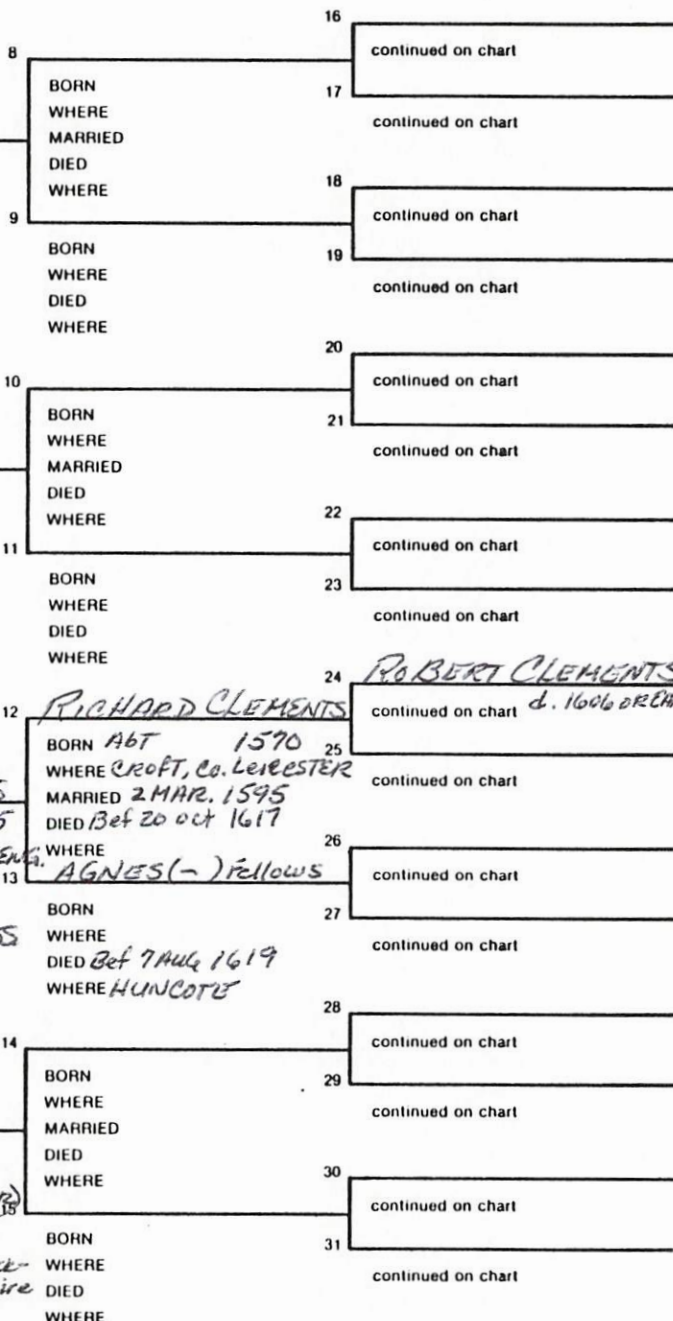 16
continued on chart
8
BORN
17
WHERE
continued on chart
MARRIED
DIED
WHERE
18
continued on chart
9
BORN
19
WHERE
continued on chart
DIED
WHERE
20
continued on chart
10
BORN
21
WHERE
continued on chart
MARRIED
DIED
WHERE
22
continued on chart
11
BORN
23
WHERE
continued on chart
DIED
WHERE
24
ROBERT CLEMENTS
continued on chart d. 1606 OR
12
RICHARD CLEMENTS
BORN Abt 1570
25
WHERE CROFT, Co. LEICESTER
continued on chart
MARRIED 2 MAR. 1595
DIED Bef 20 oct 1617
WHERE
26
continued on chart
ENG.
13
AGNES (-) Fellows
BORN
27
WHERE
continued on chart
DIED Bef 7 AUG 1619
WHERE HUNCOTE
28
continued on chart
14
BORN
29
WHERE
continued on chart
MARRIED
DIED
WHERE
30
continued on chart
15
BORN
31
WHERE
continued on chart
DIED
WHERE